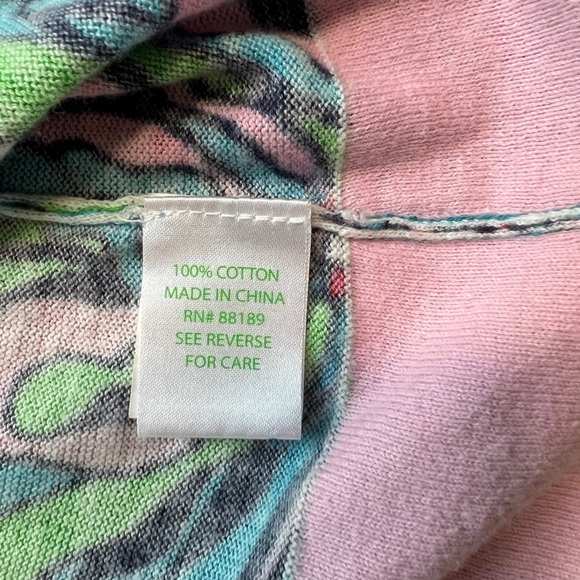 100% COTTON
MADE IN CHINA
RN# 88189
SEE REVERSE
FOR CARE